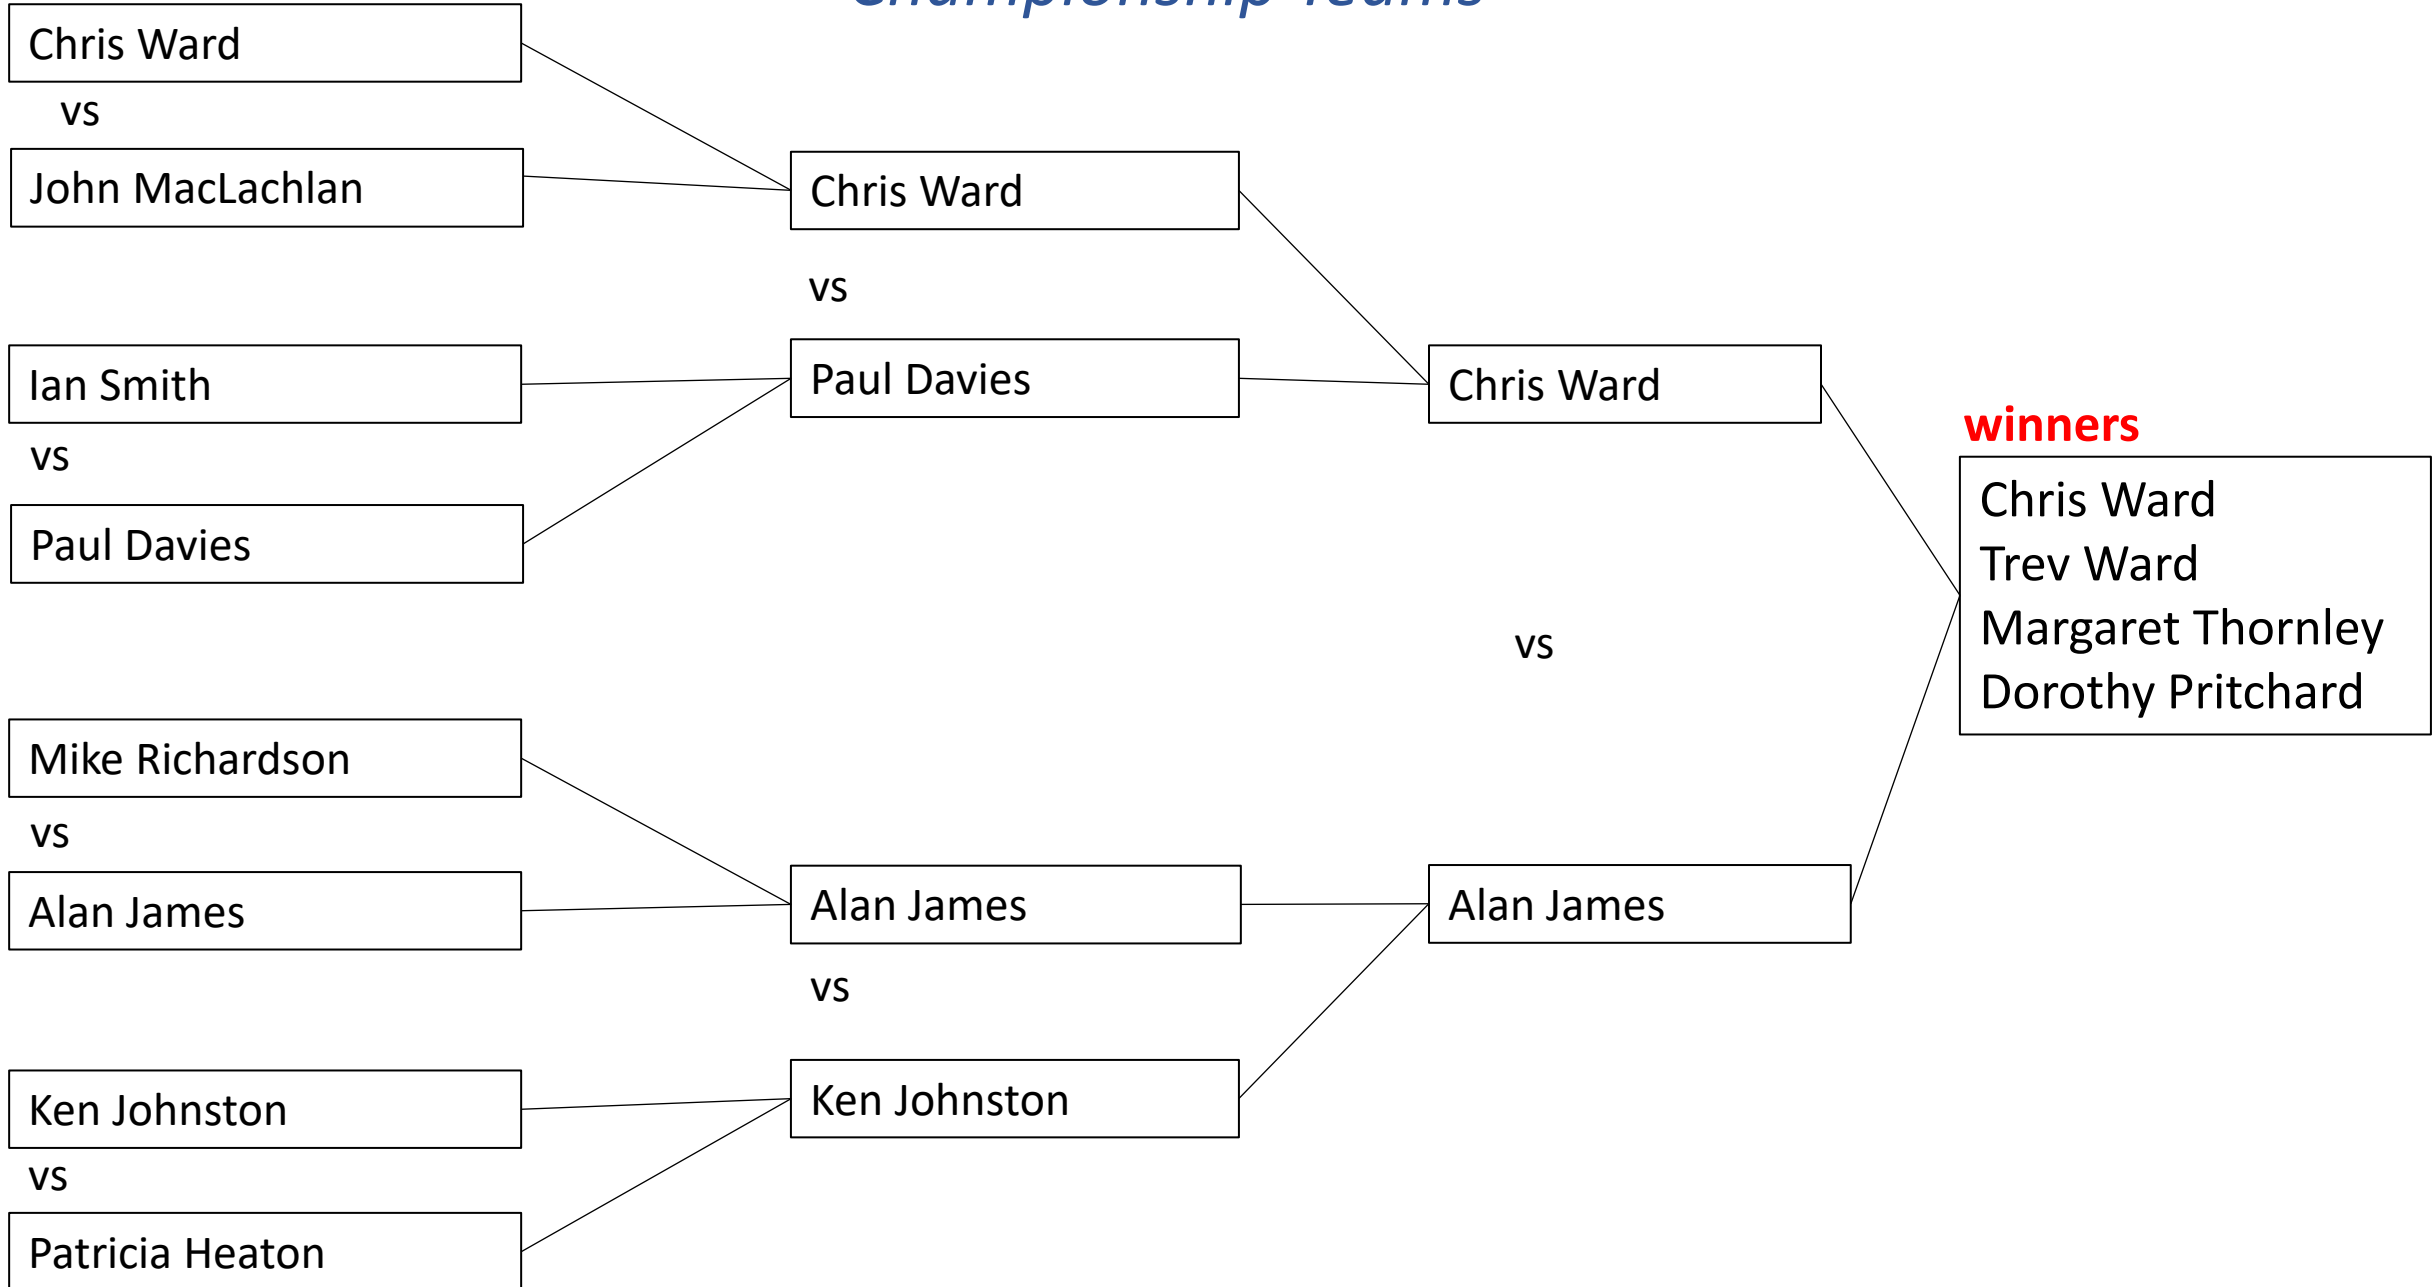 Championship Teams
Chris Ward
vs
John MacLachlan
Ian Smith
vs
Paul Davies
Mike Richardson
vs
Alan James
Ken Johnston
vs
Patricia Heaton
Chris Ward
vs
Paul Davies
Alan James
vs
Ken Johnston
Chris Ward
vs
Alan James
winners
Chris Ward
Trev Ward
Margaret Thornley
Dorothy Pritchard